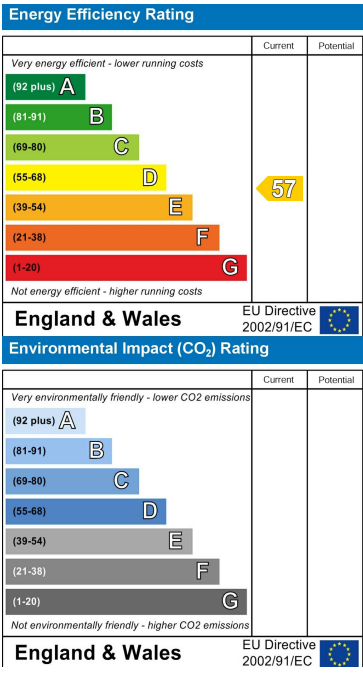 Energy Efficiency Rating
Current Potential
Very energy efficient - lower running costs
(92 plus) A
(81-91) B
(69-80) C
(55-68) D
57
(39-54) E
(21-38) F
(1-20) G
Not energy efficient - higher running costs
England & Wales
EU Directive
2002/91/EC
Environmental Impact (CO₂) Rating
Current Potential
Very environmentally friendly - lower CO2 emissions
(92 plus) A
(81-91) B
(69-80) C
(55-68) D
(39-54) E
(21-38) F
(1-20) G
Not environmentally friendly - higher CO2 emissions
England & Wales
EU Directive
2002/91/EC